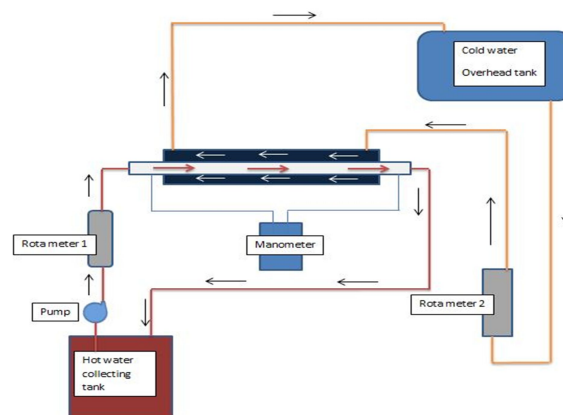 Cold water
Overhead tank
Rota meter 1
Manometer
Rota meter 2
Pump
Hot water
collecting
tank